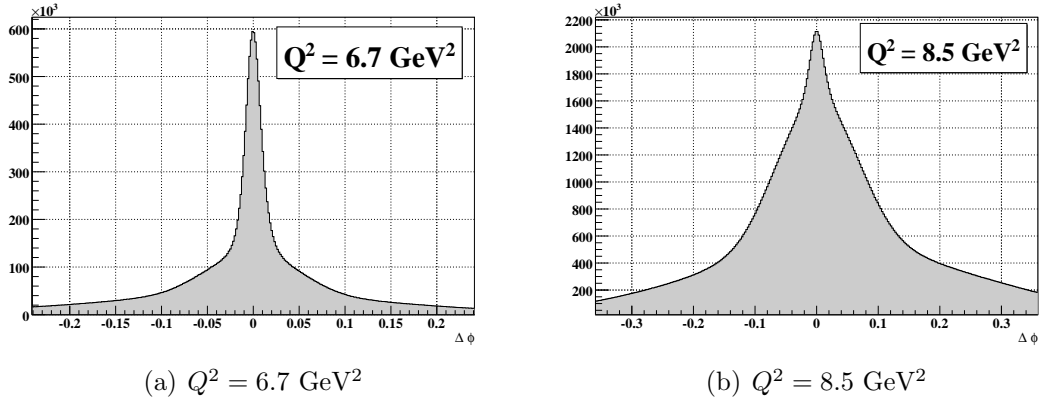 ×10³
600
500
400
300
200
100
0
-0.2 -0.15 -0.1 -0.05 0 0.05 0.1 0.15 0.2
Δ ϕ
Q² = 6.7 GeV²
(a) Q² = 6.7 GeV²
×10³
2200
2000
1800
1600
1400
1200
1000
800
600
400
200
-0.3 -0.2 -0.1 0 0.1 0.2 0.3
Δ ϕ
Q² = 8.5 GeV²
(b) Q² = 8.5 GeV²